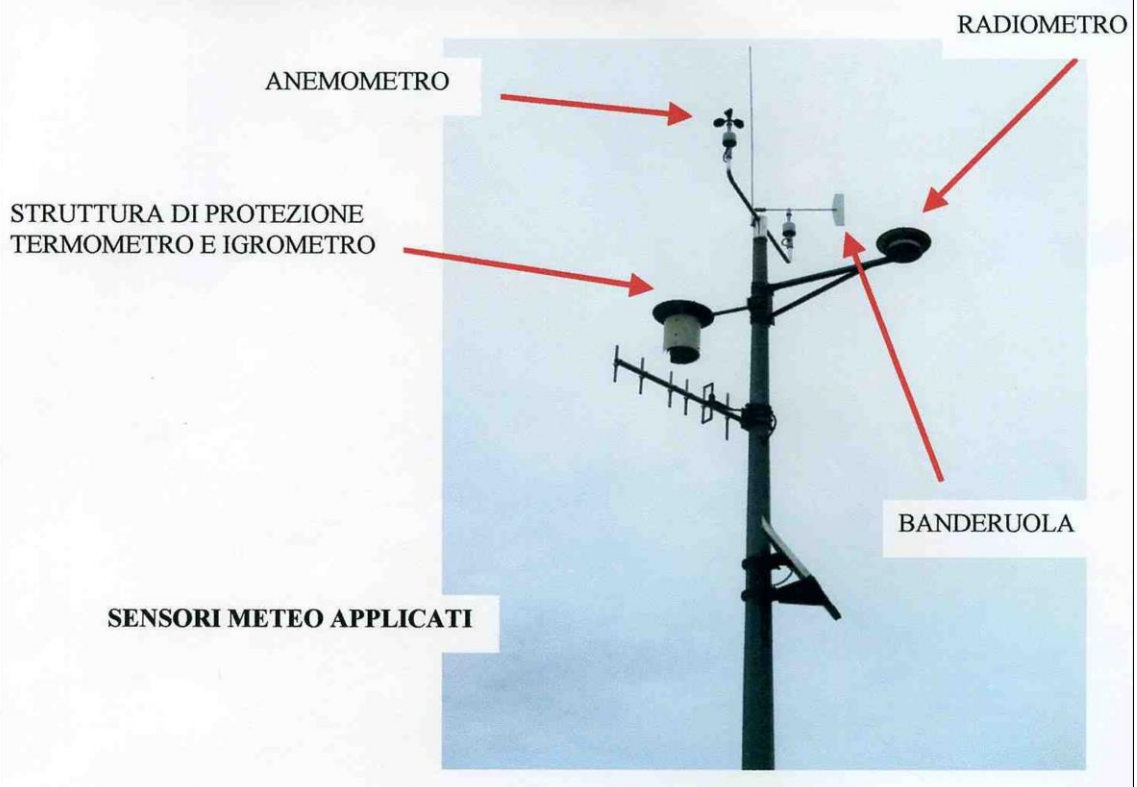 RADIOMETRO
ANEMOMETRO
STRUTTURA DI PROTEZIONE
TERMOMETRO E IGROMETRO
BANDERUOLA
SENSORI METEO APPLICATI